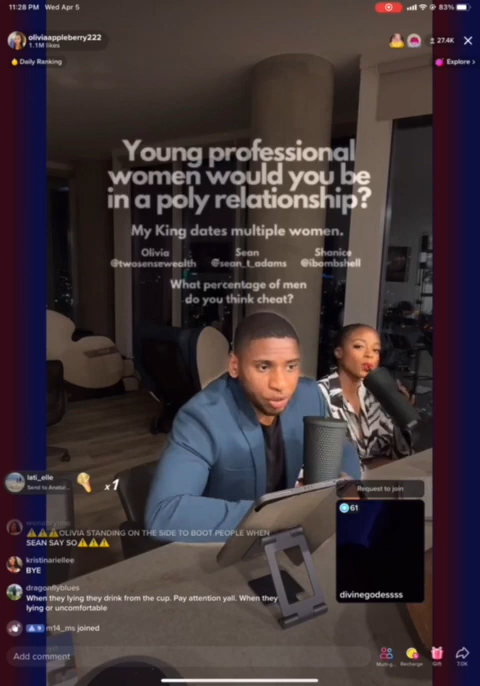 11:28 PM Wed Apr 5
83%
oliviaappleberry222
1.1M likes
27.4K
Daily Ranking
Explore >
Young professional
women would you be
in a poly relationship?
My King dates multiple women.
Olivia Sean Shanice
@twosensewealth @sean_t_adams @ibombshell
What percentage of men
do you think cheat?
lati_elle
x1
Request to join
61
OLIVIA STANDING ON THE SIDE TO BOOT PEOPLE WHEN
SEAN SAY SO
kristinariellee
BYE
dragonflyblues
When they lying they drink from the cup. Pay attention yall. When they
lying or uncomfortable
divinegodessss
m14_ms joined
Add comment
Recharge
Gift